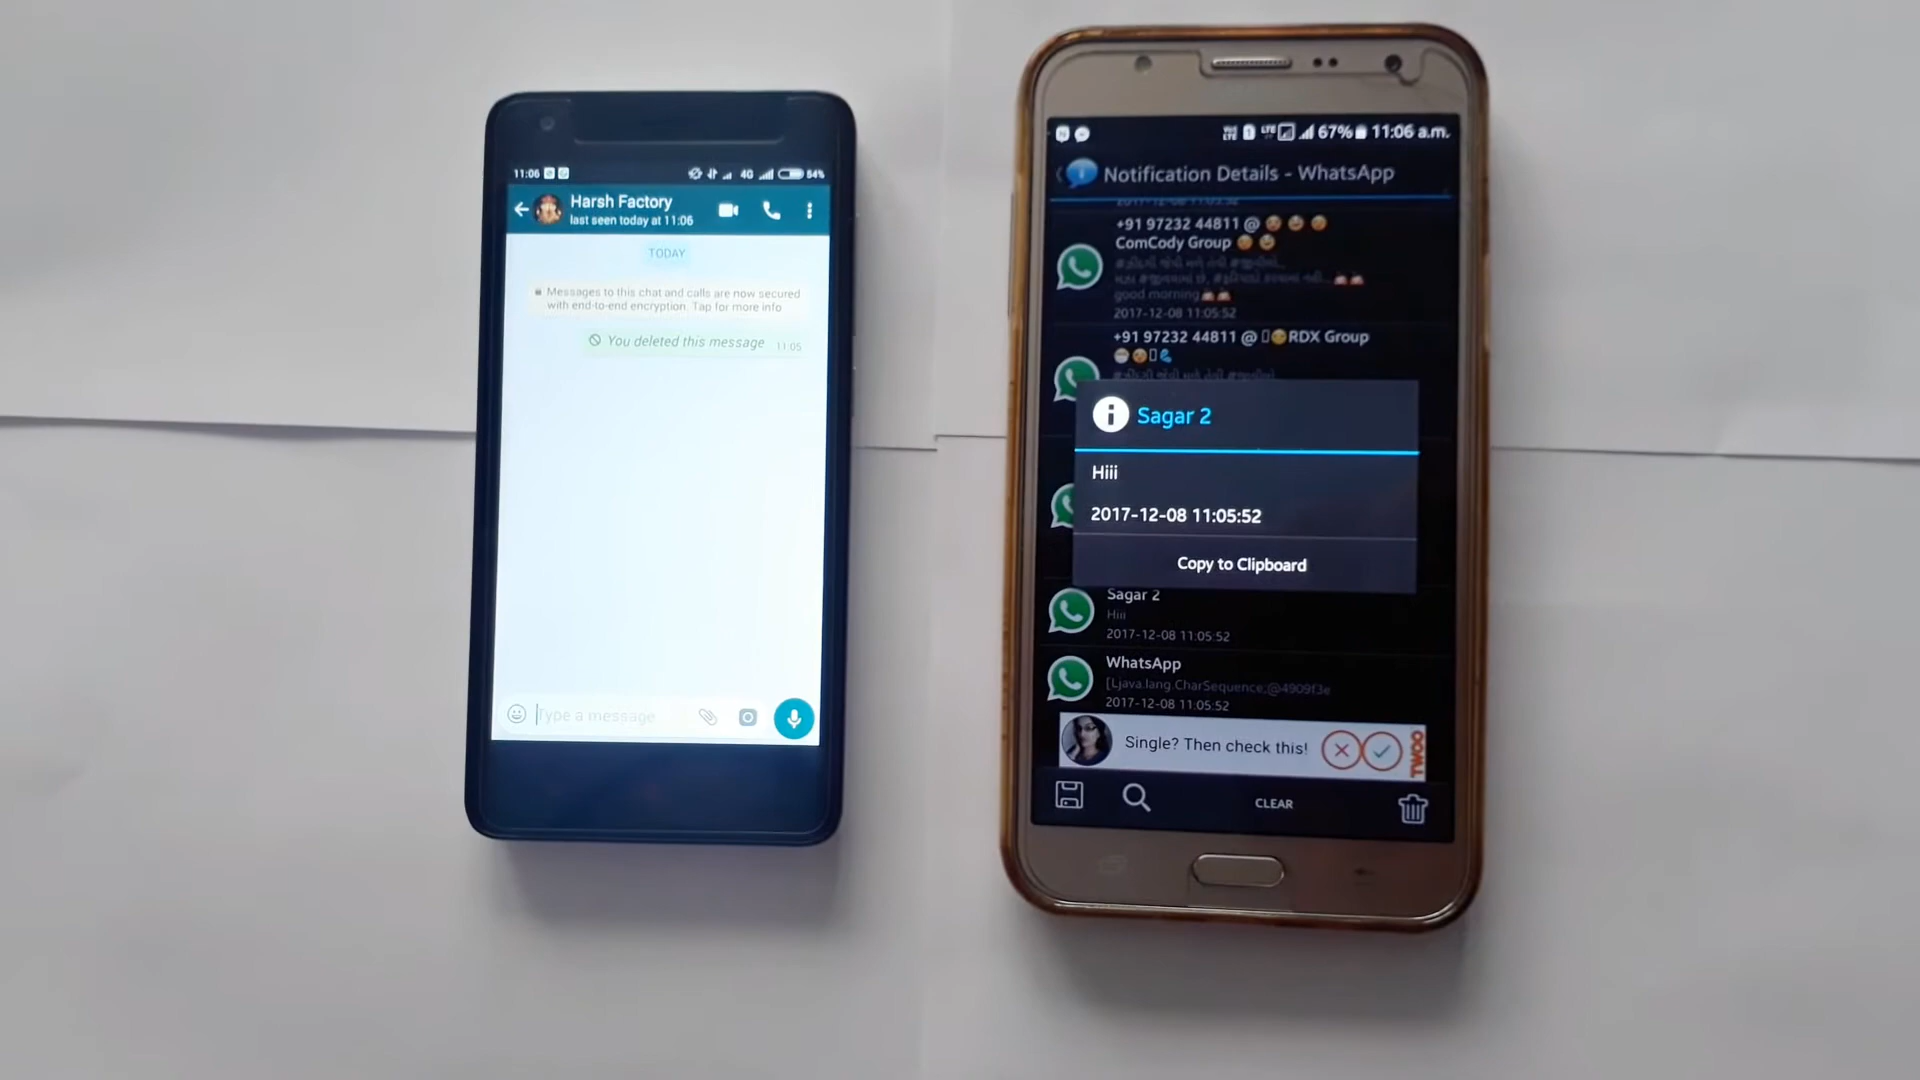 11:06
4G
54%
Harsh Factory
last seen today at 11:06
TODAY
Messages to this chat and calls are now secured
with end-to-end encryption. Tap for more info
You deleted this message 11:05
Type a message
LTE 67% 11:06 a.m.
Notification Details - WhatsApp
+91 97232 44811 @
ComCody Group
good morning
2017-12-08 11:05:52
+91 97232 44811 @ RDX Group
Sagar 2
Hiii
2017-12-08 11:05:52
Copy to Clipboard
Sagar 2
Hiii
2017-12-08 11:05:52
WhatsApp
[Ljava.lang.CharSequence;@4909f3e
2017-12-08 11:05:52
Single? Then check this!
TWOO
CLEAR